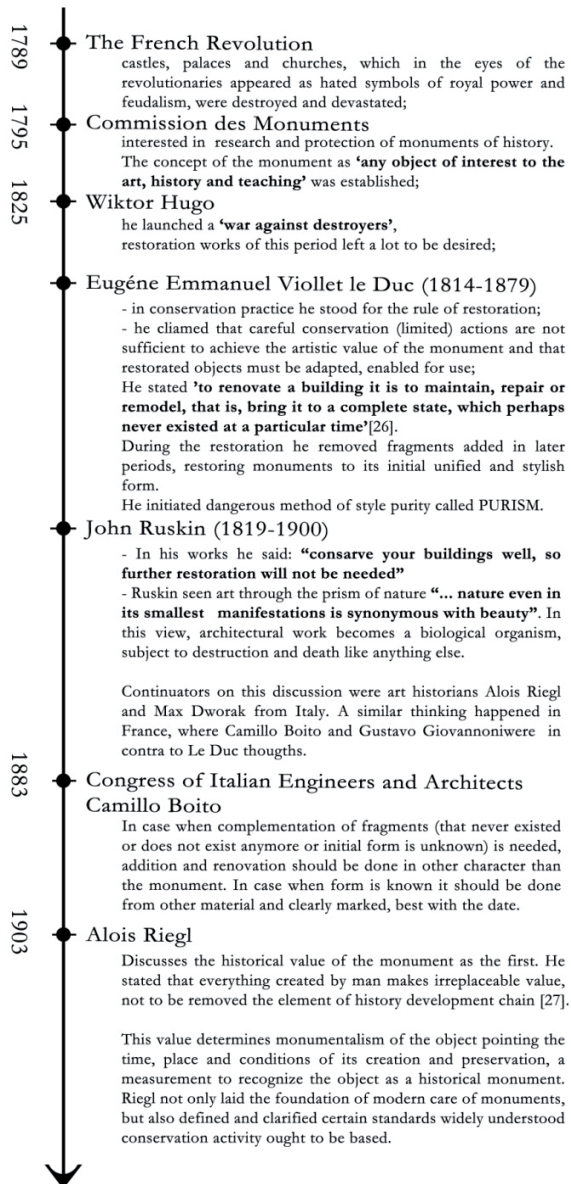 1789
The French Revolution
castles, palaces and churches, which in the eyes of the
revolutionaries appeared as hated symbols of royal power and
feudalism, were destroyed and devastated;
1795
Commission des Monuments
interested in research and protection of monuments of history.
The concept of the monument as ‘any object of interest to the
art, history and teaching’ was established;
1825
Wiktor Hugo
he launched a ‘war against destroyers’,
restoration works of this period left a lot to be desired;
Eugéne Emmanuel Viollet le Duc (1814-1879)
- in conservation practice he stood for the rule of restoration;
- he cliamed that careful conservation (limited) actions are not
sufficient to achieve the artistic value of the monument and that
restorated objects must be adapted, enabled for use;
He stated ’to renovate a building it is to maintain, repair or
remodel, that is, bring it to a complete state, which perhaps
never existed at a particular time’[26].
During the restoration he removed fragments added in later
periods, restoring monuments to its initial unified and stylish
form.
He initiated dangerous method of style purity called PURISM.
John Ruskin (1819-1900)
- In his works he said: “consarve your buildings well, so
further restoration will not be needed”
- Ruskin seen art through the prism of nature “... nature even in
its smallest manifestations is synonymous with beauty”. In
this view, architectural work becomes a biological organism,
subject to destruction and death like anything else.
Continuators on this discussion were art historians Alois Riegl
and Max Dworak from Italy. A similar thinking happened in
France, where Camillo Boito and Gustavo Giovannoniwere in
contra to Le Duc thougths.
1883
Congress of Italian Engineers and Architects
Camillo Boito
In case when complementation of fragments (that never existed
or does not exist anymore or initial form is unknown) is needed,
addition and renovation should be done in other character than
the monument. In case when form is known it should be done
from other material and clearly marked, best with the date.
1903
Alois Riegl
Discusses the historical value of the monument as the first. He
stated that everything created by man makes irreplaceable value,
not to be removed the element of history development chain [27].
This value determines monumentalism of the object pointing the
time, place and conditions of its creation and preservation, a
measurement to recognize the object as a historical monument.
Riegl not only laid the foundation of modern care of monuments,
but also defined and clarified certain standards widely understood
conservation activity ought to be based.